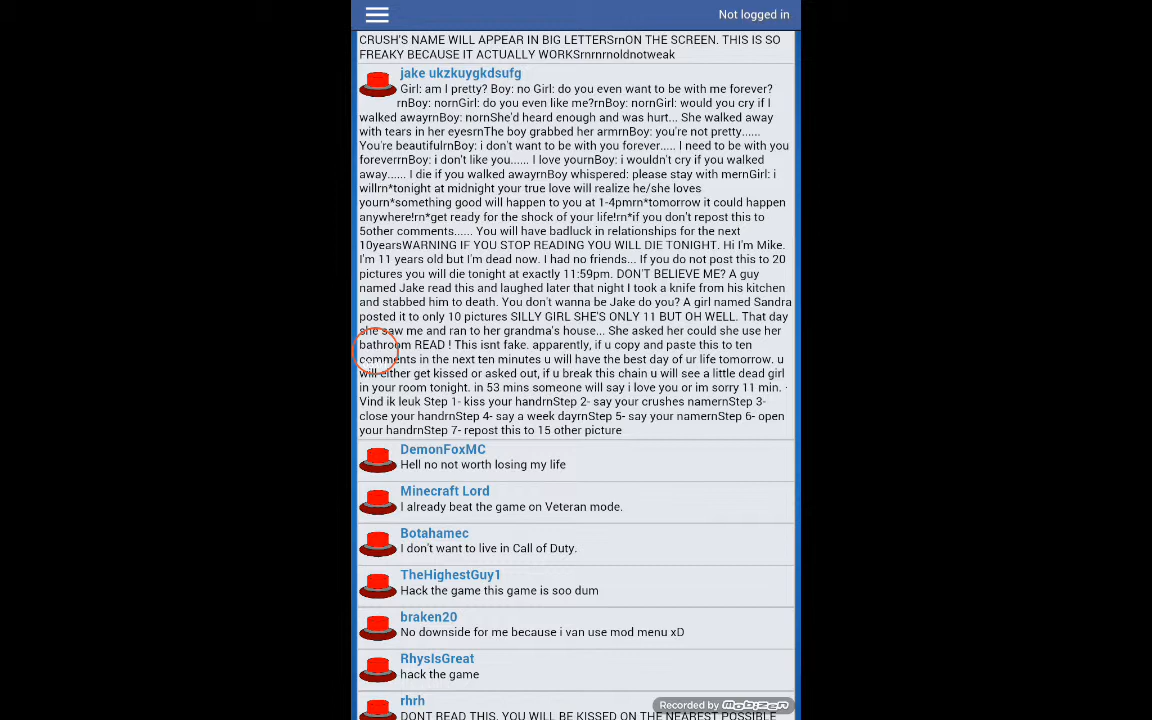 Not logged in
CRUSH'S NAME WILL APPEAR IN BIG LETTERSrnON THE SCREEN. THIS IS SO
FREAKY BECAUSE IT ACTUALLY WORKSrnrnrnoldnotweak
jake ukzkuygkdsufg
Girl: am I pretty? Boy: no Girl: do you even want to be with me forever?
rnBoy: nornGirl: do you even like me?rnBoy: nornGirl: would you cry if I
walked awayrnBoy: nornShe'd heard enough and was hurt... She walked away
with tears in her eyesrnThe boy grabbed her armrnBoy: you're not pretty......
You're beautifulrnBoy: i don't want to be with you forever..... I need to be with you
foreverrnBoy: i don't like you...... I love yournBoy: i wouldn't cry if you walked
away...... I die if you walked awayrnBoy whispered: please stay with mernGirl: i
willrn*tonight at midnight your true love will realize he/she loves
yourn*something good will happen to you at 1-4pmrn*tomorrow it could happen
anywhere!rn*get ready for the shock of your life!rn*if you don't repost this to
5other comments...... You will have badluck in relationships for the next
10yearsWARNING IF YOU STOP READING YOU WILL DIE TONIGHT. Hi I'm Mike.
I'm 11 years old but I'm dead now. I had no friends... If you do not post this to 20
pictures you will die tonight at exactly 11:59pm. DON'T BELIEVE ME? A guy
named Jake read this and laughed later that night I took a knife from his kitchen
and stabbed him to death. You don't wanna be Jake do you? A girl named Sandra
posted it to only 10 pictures SILLY GIRL SHE'S ONLY 11 BUT OH WELL. That day
she saw me and ran to her grandma's house... She asked her could she use her
bathroom READ ! This isnt fake. apparently, if u copy and paste this to ten
comments in the next ten minutes u will have the best day of ur life tomorrow. u
will either get kissed or asked out, if u break this chain u will see a little dead girl
in your room tonight. in 53 mins someone will say i love you or im sorry 11 min. ·
Vind ik leuk Step 1- kiss your handrnStep 2- say your crushes namernStep 3-
close your handrnStep 4- say a week dayrnStep 5- say your namernStep 6- open
your handrnStep 7- repost this to 15 other picture
DemonFoxMC
Hell no not worth losing my life
Minecraft Lord
I already beat the game on Veteran mode.
Botahamec
I don't want to live in Call of Duty.
TheHighestGuy1
Hack the game this game is soo dum
braken20
No downside for me because i van use mod menu xD
RhysIsGreat
hack the game
rhrh
DONT READ THIS. YOU WILL BE KISSED ON THE NEAREST POSSIBLE
Recorded by mobizen